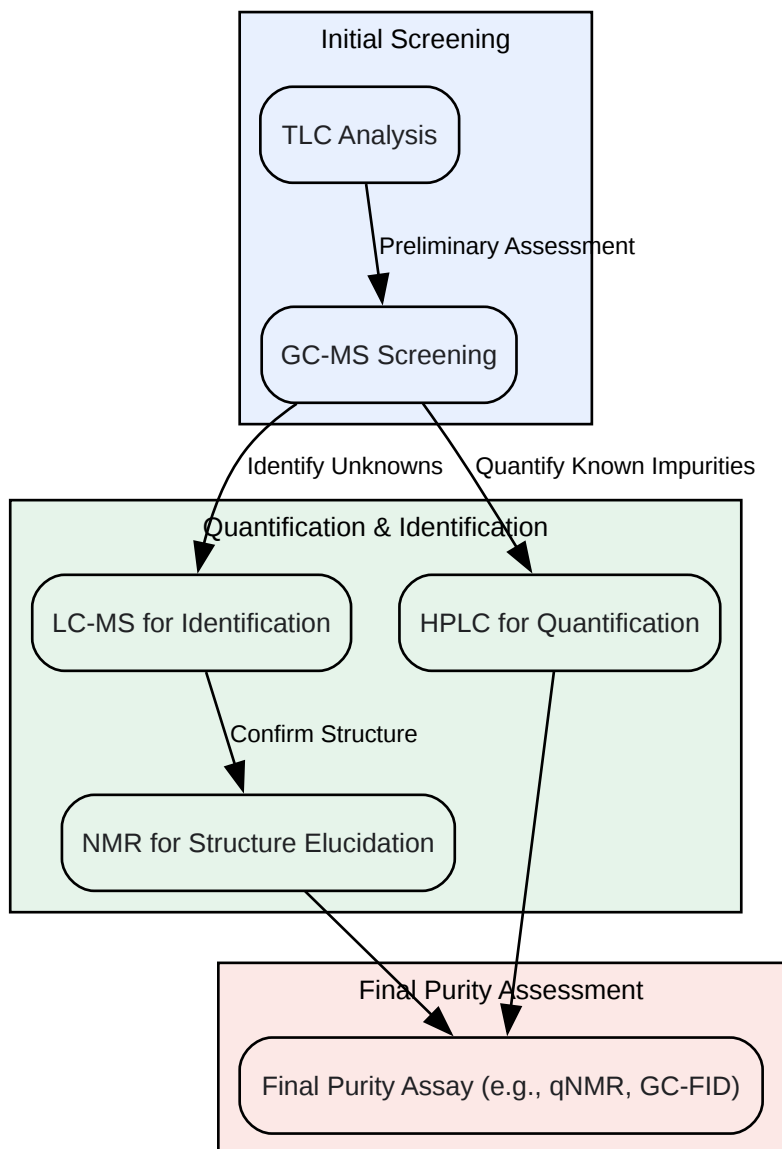 Initial Screening
TLC Analysis
Preliminary Assessment
GC-MS Screening
Identify Unknowns
Quantify Known Impurities
Quantification & Identification
LC-MS for Identification
HPLC for Quantification
Confirm Structure
NMR for Structure Elucidation
Final Purity Assessment
Final Purity Assay (e.g., qNMR, GC-FID)